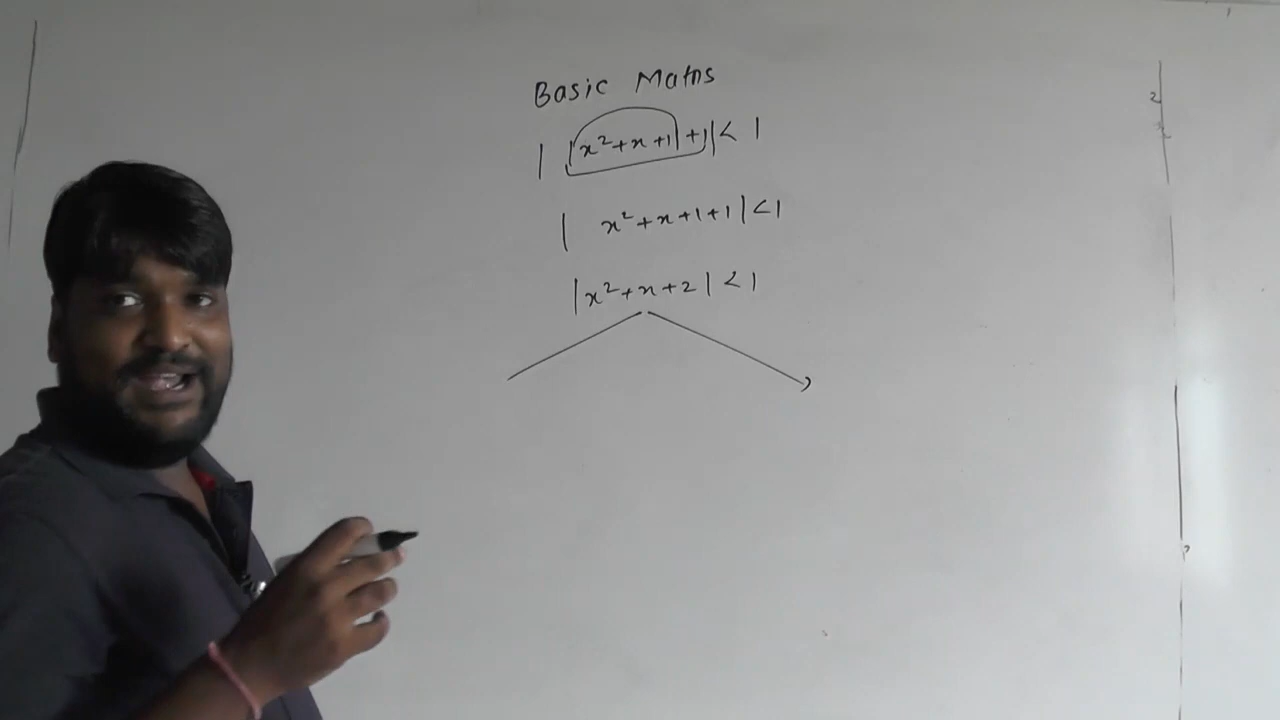 Basic Maths
| |x²+x+1|+1| < 1
| x²+x+1+1| < 1
|x²+x+2| < 1